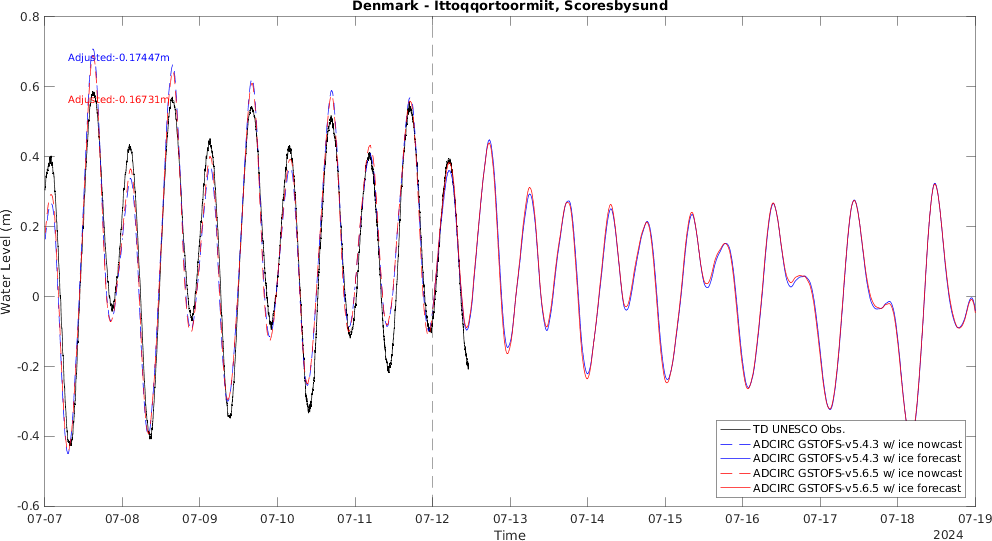 Denmark - Ittoqqortoormiit, Scoresbysund
Adjusted:-0.17447m
Adjusted:-0.16731m
Water Level (m)
0.8
0.6
0.4
0.2
0
-0.2
-0.4
-0.6
TD UNESCO Obs.
ADCIRC GSTOFS-v5.4.3 w/ ice nowcast
ADCIRC GSTOFS-v5.4.3 w/ ice forecast
ADCIRC GSTOFS-v5.6.5 w/ ice nowcast
ADCIRC GSTOFS-v5.6.5 w/ ice forecast
07-07 07-08 07-09 07-10 07-11 07-12 07-13 07-14 07-15 07-16 07-17 07-18 07-19
Time
2024